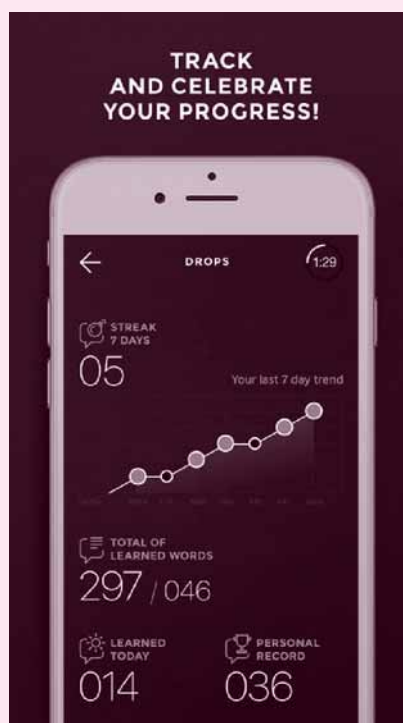 TRACK
AND CELEBRATE
YOUR PROGRESS!
DROPS
1:29
STREAK
7 DAYS
05
Your last 7 day trend
TOTAL OF
LEARNED WORDS
297 / 046
LEARNED
TODAY
014
PERSONAL
RECORD
036